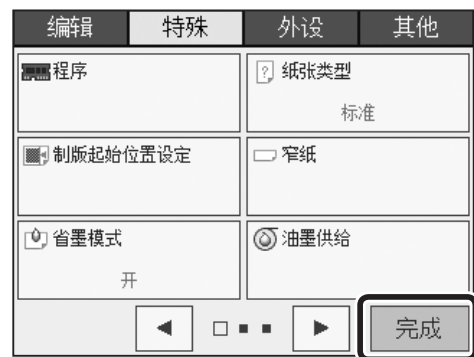 编辑 特殊 外设 其他
程序 纸张类型
标准
制版起始位置设定 窄纸
省墨模式 油墨供给
开
完成